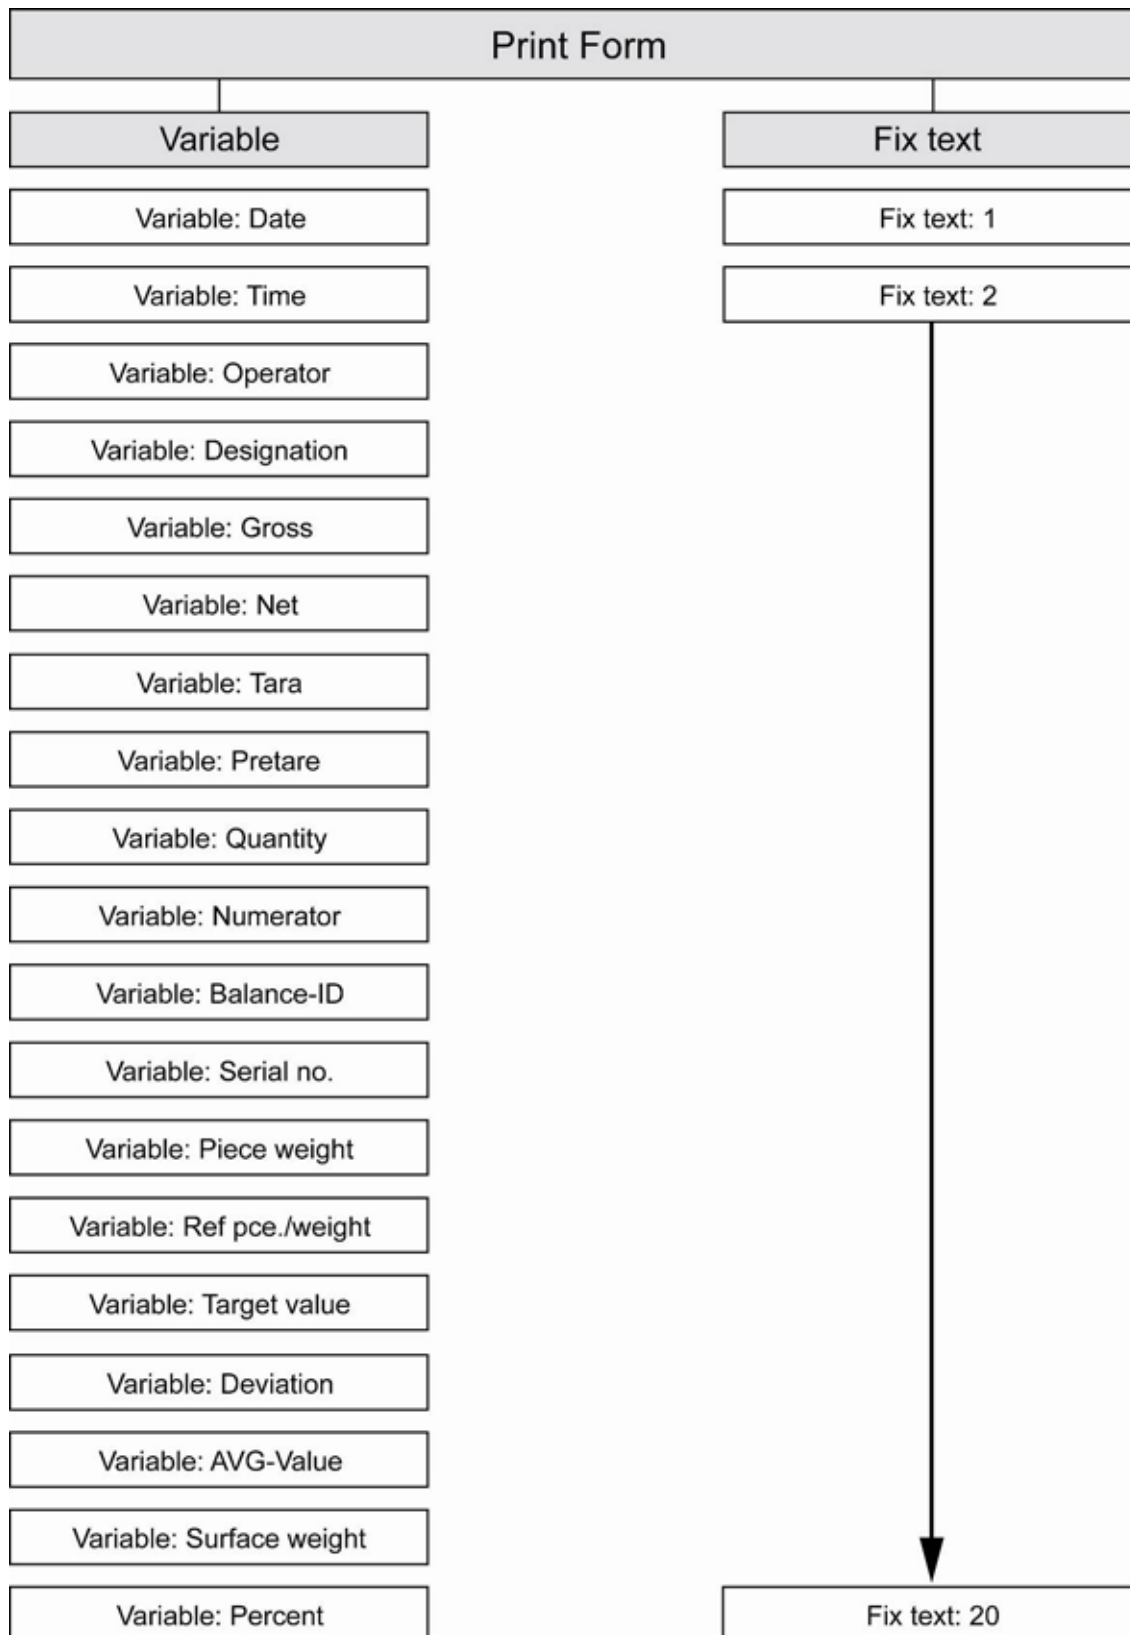 Print Form
Variable
Fix text
Variable: Date
Fix text: 1
Variable: Time
Fix text: 2
Variable: Operator
Variable: Designation
Variable: Gross
Variable: Net
Variable: Tara
Variable: Pretare
Variable: Quantity
Variable: Numerator
Variable: Balance-ID
Variable: Serial no.
Variable: Piece weight
Variable: Ref pce./weight
Variable: Target value
Variable: Deviation
Variable: AVG-Value
Variable: Surface weight
Variable: Percent
Fix text: 20